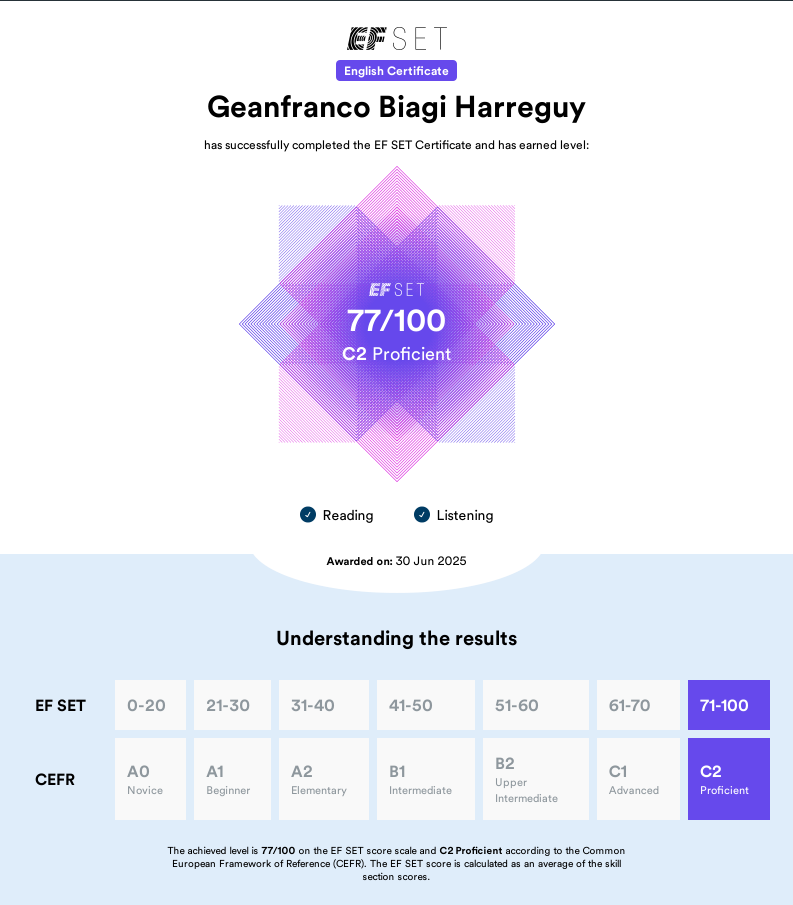 EF SET
English Certificate
Geanfranco Biagi Harreguy
has successfully completed the EF SET Certificate and has earned level:
EF SET
77/100
C2 Proficient
Reading Listening
Awarded on: 30 Jun 2025
Understanding the results
EF SET 0-20 21-30 31-40 41-50 51-60 61-70 71-100
CEFR
A0
Novice
A1
Beginner
A2
Elementary
B1
Intermediate
B2
Upper
Intermediate
C1
Advanced
C2
Proficient
The achieved level is 77/100 on the EF SET score scale and C2 Proficient according to the Common
European Framework of Reference (CEFR). The EF SET score is calculated as an average of the skill
section scores.